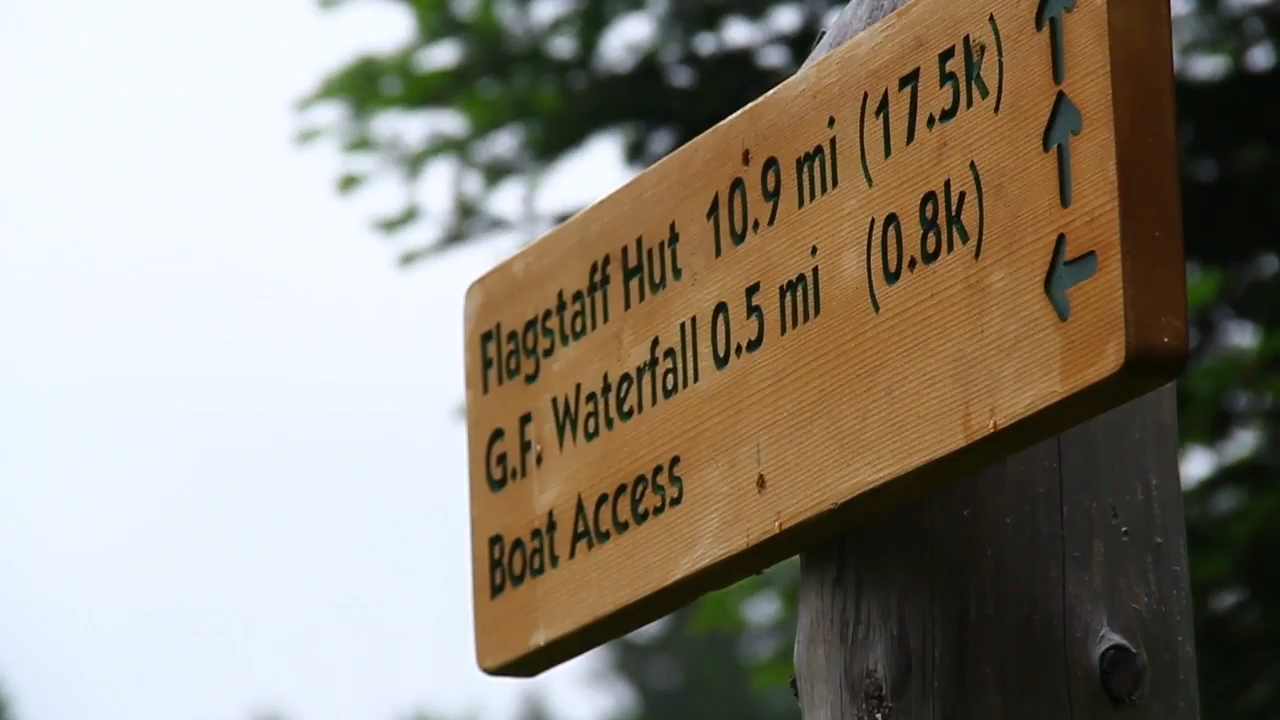 Flagstaff Hut 10.9 mi (17.5k) ↑
G.F. Waterfall 0.5 mi (0.8k) ↑
Boat Access ←